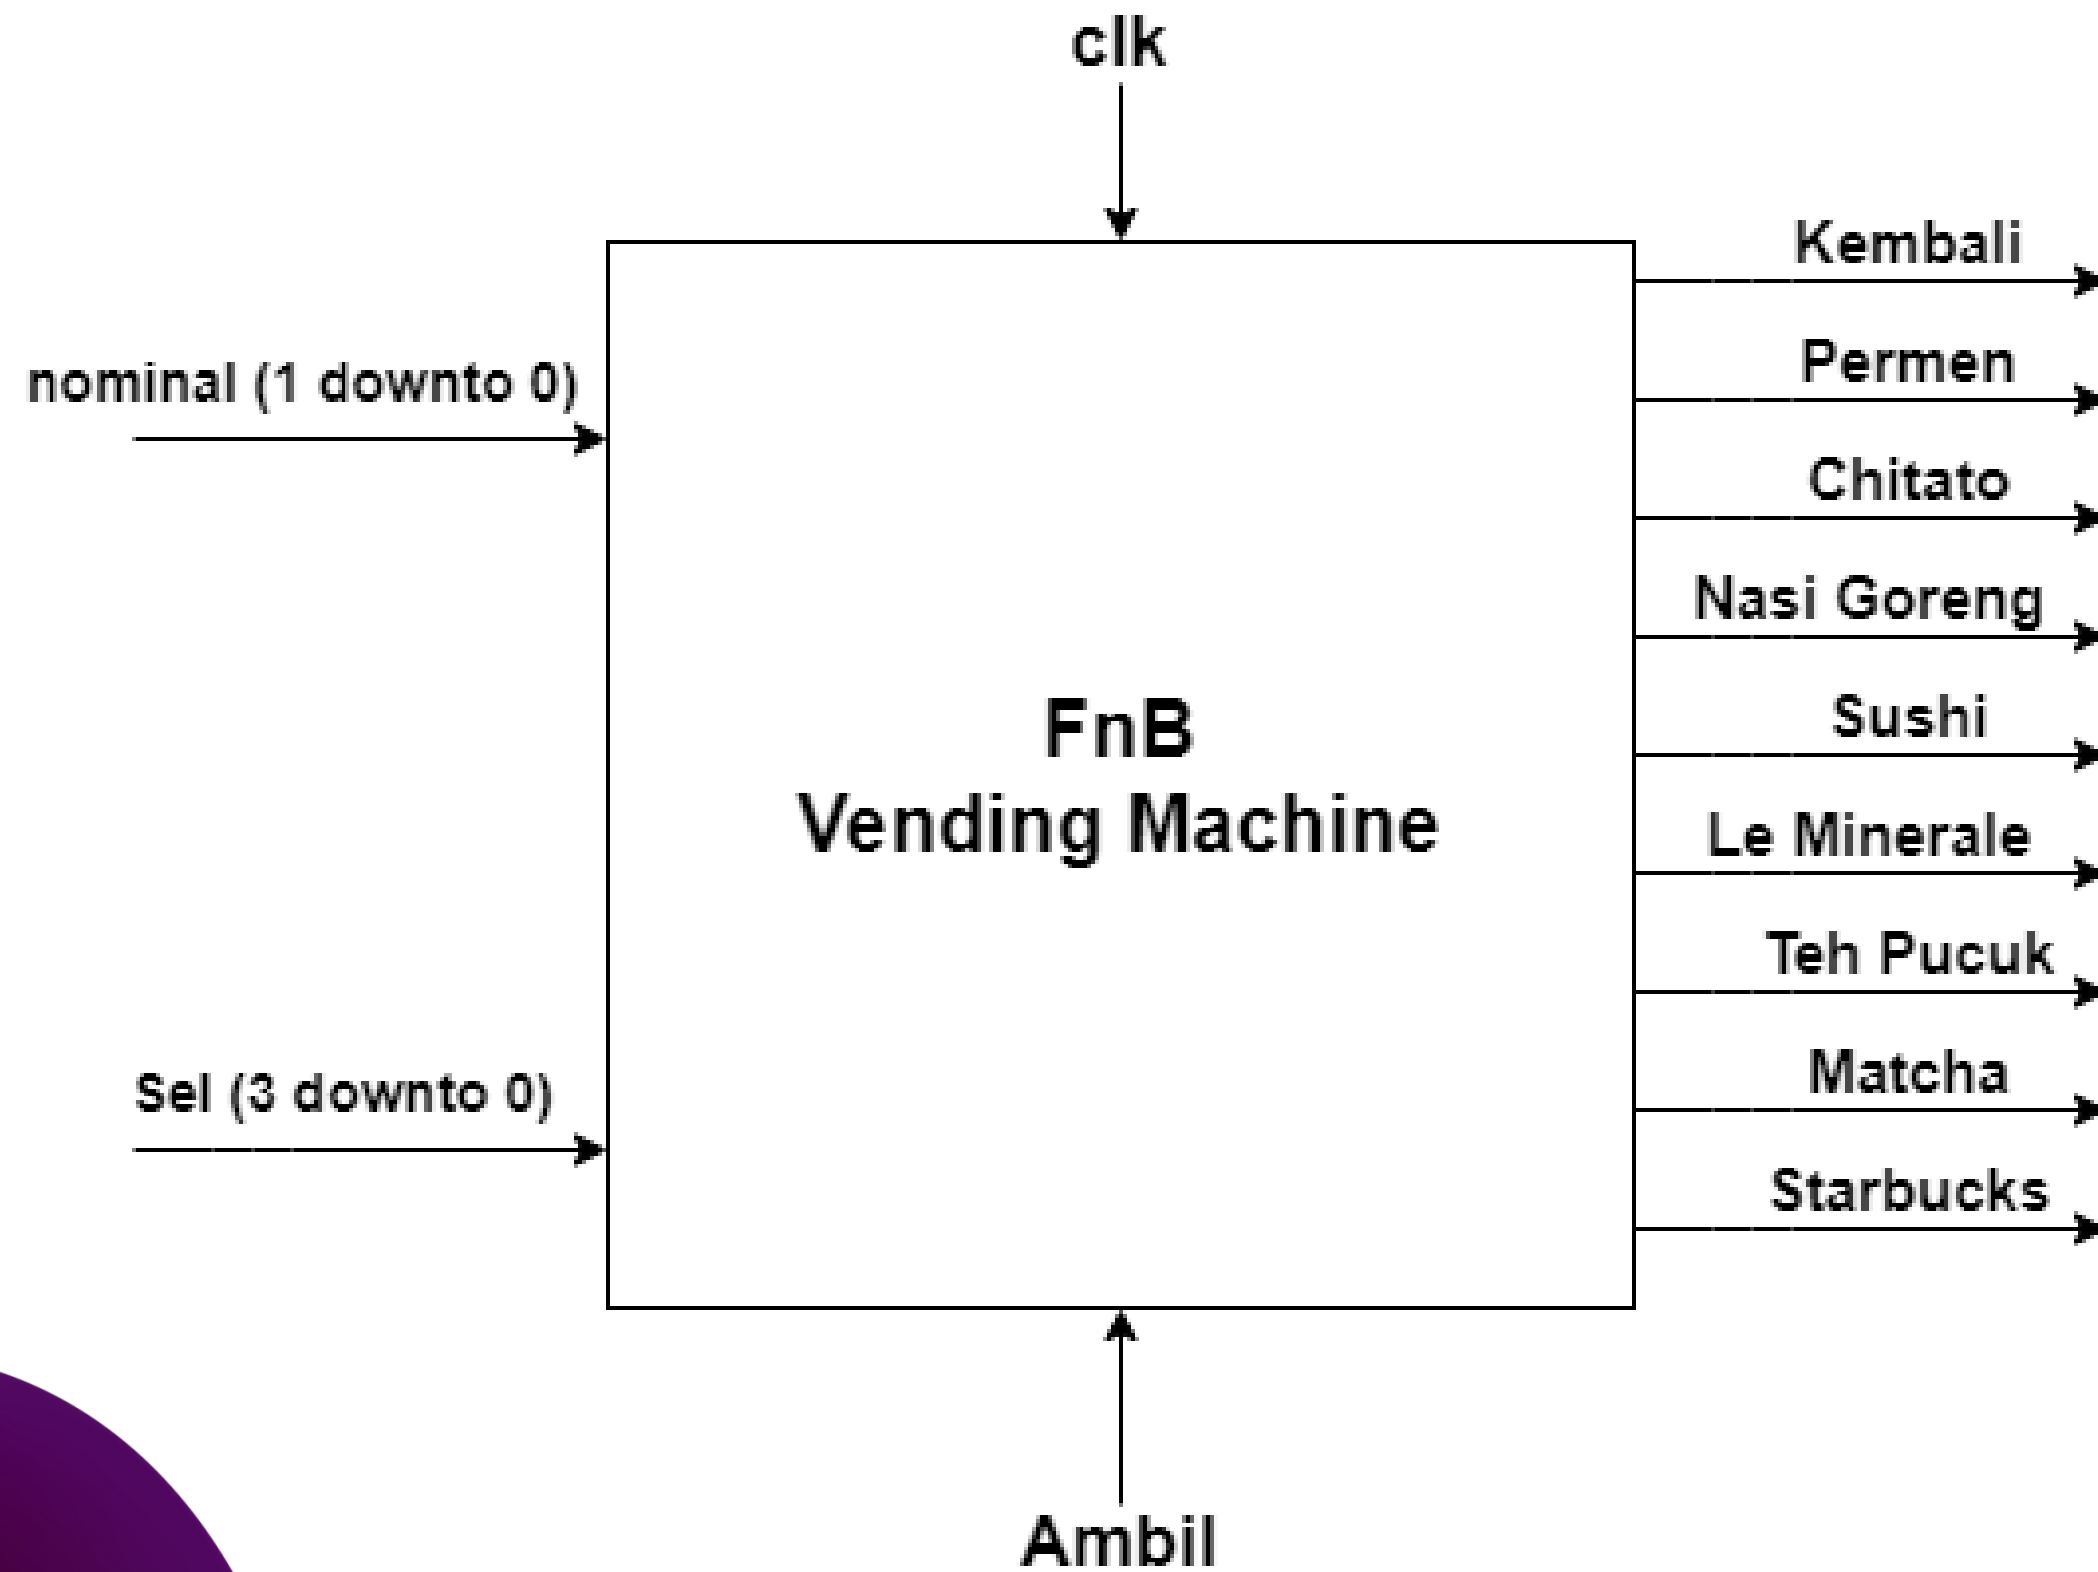 clk
nominal (1 downto 0)
Sel (3 downto 0)
FnB
Vending Machine
Kembali
Permen
Chitato
Nasi Goreng
Sushi
Le Minerale
Teh Pucuk
Matcha
Starbucks
Ambil